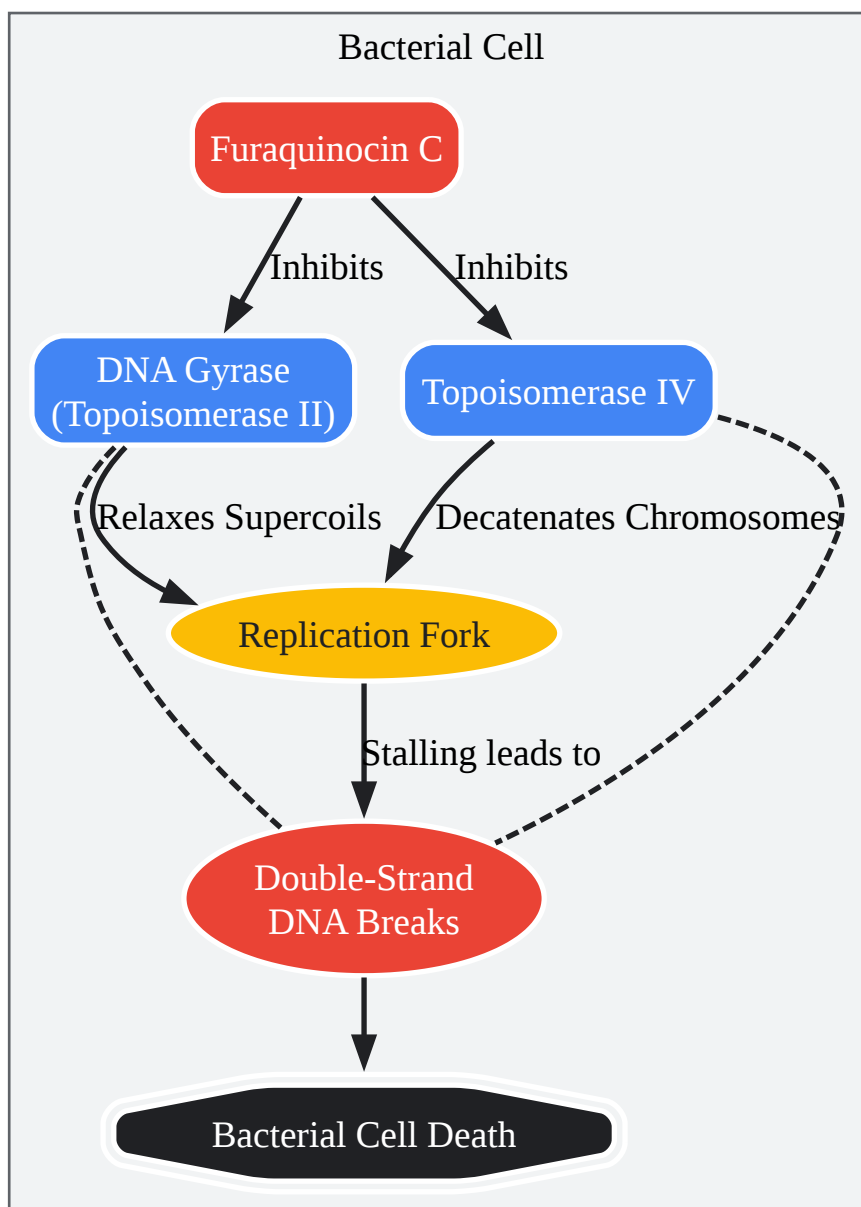 Bacterial Cell
Furaquinocin C
Inhibits
Inhibits
DNA Gyrase
(Topoisomerase II)
Topoisomerase IV
Relaxes Supercoils
Decatenates Chromosomes
Replication Fork
Stalling leads to
Double-Strand
DNA Breaks
Bacterial Cell Death